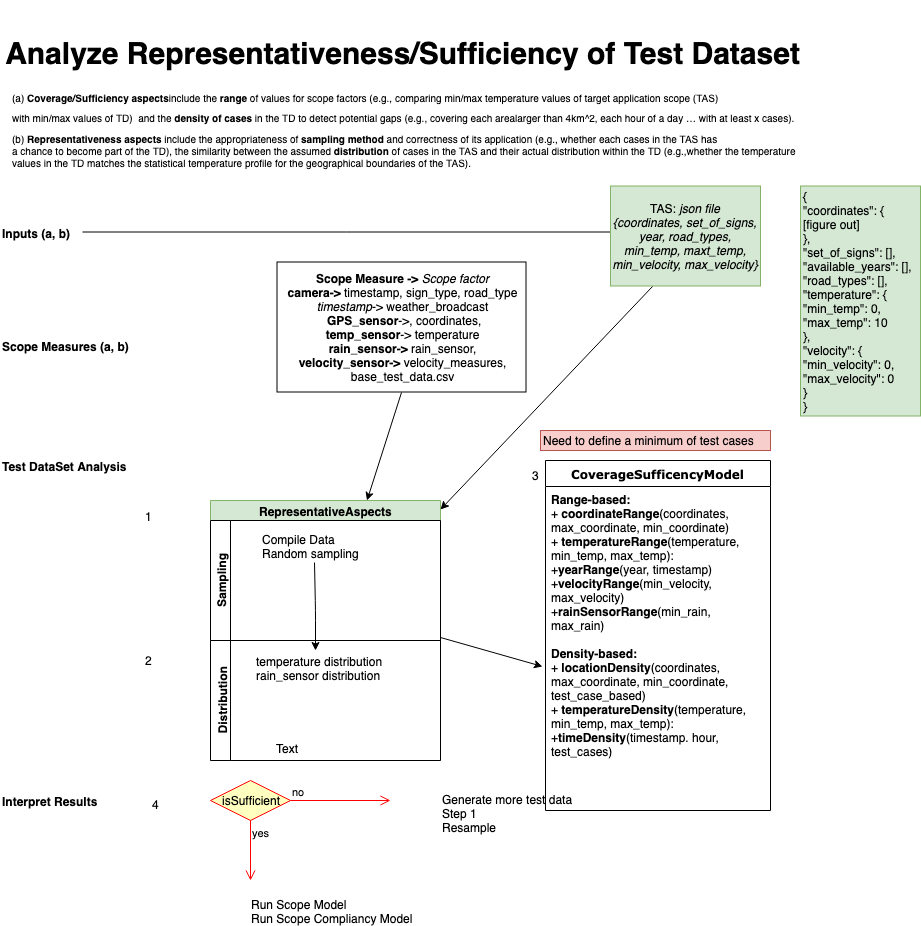 Analyze Representativeness/Sufficiency of Test Dataset
(a) Coverage/Sufficiency aspectsinclude the range of values for scope factors (e.g., comparing min/max temperature values of target application scope (TAS)
with min/max values of TD)  and the density of cases in the TD to detect potential gaps (e.g., covering each arealarger than 4km^2, each hour of a day … with at least x cases).
(b) Representativeness aspects include the appropriateness of sampling method and correctness of its application (e.g., whether each cases in the TAS has
a chance to become part of the TD), the similarity between the assumed distribution of cases in the TAS and their actual distribution within the TD (e.g.,whether the temperature
values in the TD matches the statistical temperature profile for the geographical boundaries of the TAS).
Inputs (a, b)
TAS: json file
{coordinates, set_of_signs,
year, road_types,
min_temp, maxt_temp,
min_velocity, max_velocity}
{
"coordinates": {
[figure out]
},
"set_of_signs": [],
"available_years": [],
"road_types": [],
"temperature": {
"min_temp": 0,
"max_temp": 10
},
"velocity": {
"min_velocity": 0,
"max_velocity": 0
}
}
Scope Measures (a, b)
Scope Measure -> Scope factor
camera-> timestamp, sign_type, road_type
timestamp-> weather_broadcast
GPS_sensor->, coordinates,
temp_sensor-> temperature
rain_sensor-> rain_sensor,
velocity_sensor-> velocity_measures,
base_test_data.csv
Need to define a minimum of test cases
Test DataSet Analysis
1
RepresentativeAspects
Sampling
Compile Data
Random sampling
2
Distribution
temperature distribution
rain_sensor distribution
Text
3
CoverageSufficencyModel
Range-based:
+ coordinateRange(coordinates,
max_coordinate, min_coordinate)
+ temperatureRange(temperature,
min_temp, max_temp):
+yearRange(year, timestamp)
+velocityRange(min_velocity,
max_velocity)
+rainSensorRange(min_rain,
max_rain)
Density-based:
+ locationDensity(coordinates,
max_coordinate, min_coordinate,
test_case_based)
+ temperatureDensity(temperature,
min_temp, max_temp):
+timeDensity(timestamp. hour,
test_cases)
Interpret Results
4
isSufficient
no
yes
Generate more test data
Step 1
Resample
Run Scope Model
Run Scope Compliancy Model